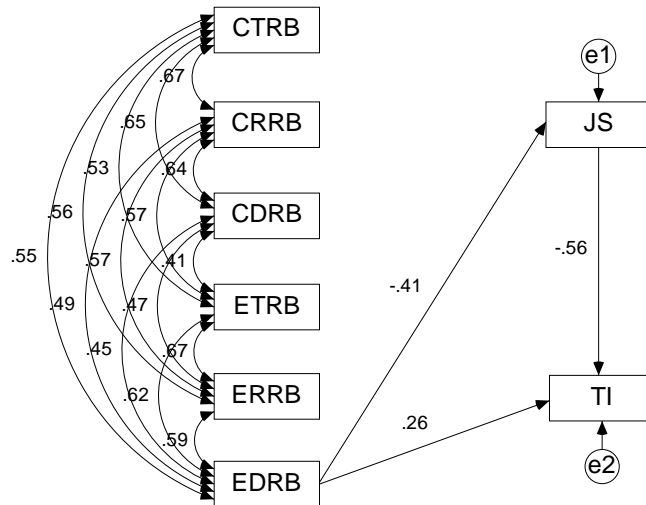 CTRB
e1
.67
JS
.65
CRRB
.53
.64
.56
.57
CDRB
.55
.57
.41
-.56
-.41
ETRB
.49
.47
.45
.67
ERRB
TI
.62
.26
.59
EDRB
e2